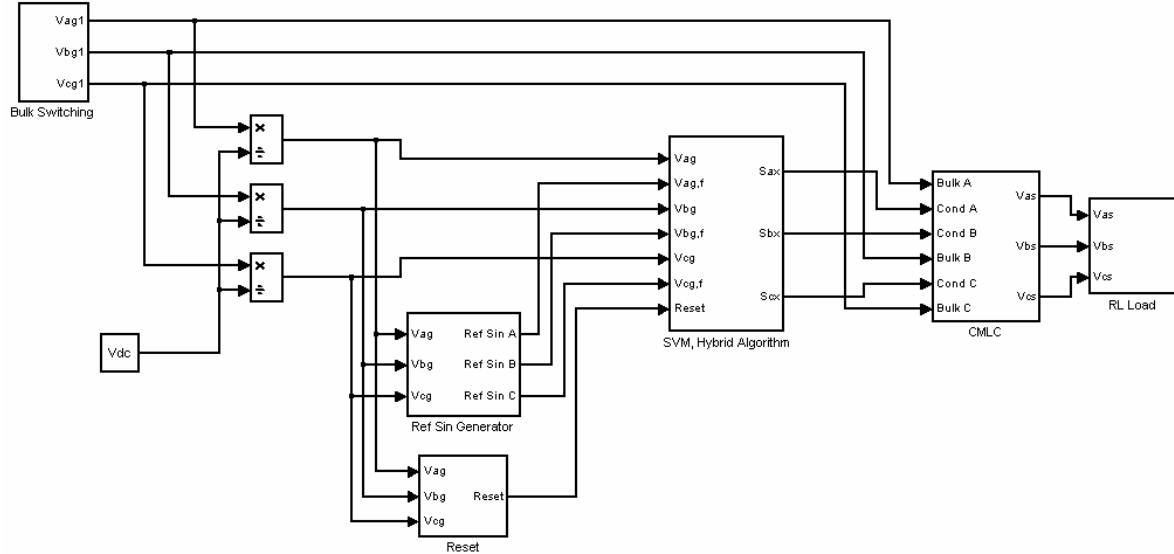 Vag1
Vbg1
Vcg1
Bulk Switching
×
÷
×
÷
×
÷
Vdc
Vag
Vbg
Vcg
Ref Sin A
Ref Sin B
Ref Sin C
Ref Sin Generator
Vag
Vbg
Vcg
Reset
Reset
Vag
Vag,f
Vbg
Vbg,f
Vcg
Vcg,f
Reset
Sax
Sbx
Scx
SVM, Hybrid Algorithm
Bulk A
Cond A
Cond B
Bulk B
Cond C
Bulk C
Vas
Vbs
Vcs
CMLC
Vas
Vbs
Vcs
RL Load